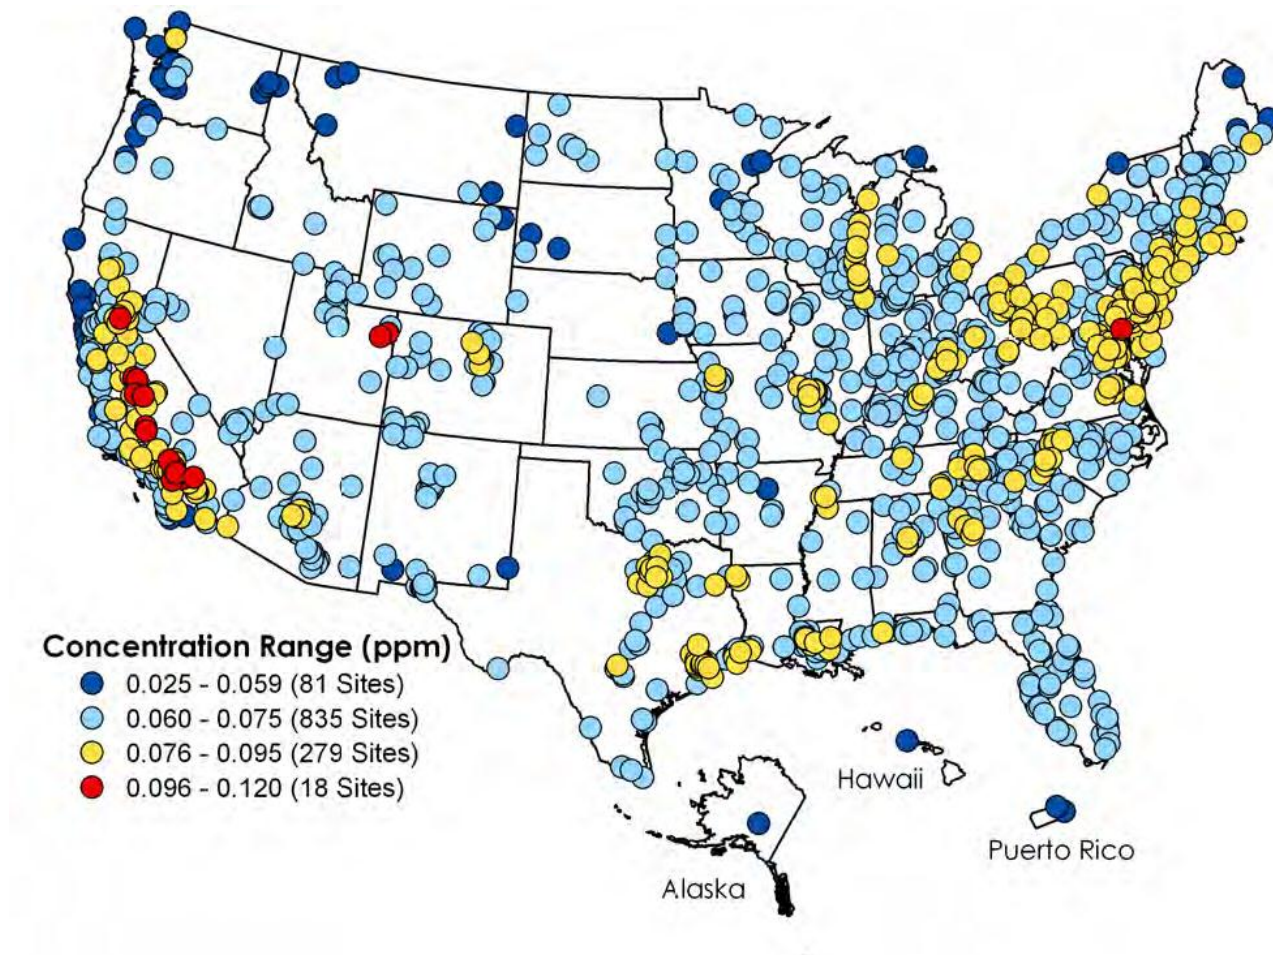 Concentration Range (ppm)
0.025 - 0.059 (81 Sites)
0.060 - 0.075 (835 Sites)
0.076 - 0.095 (279 Sites)
0.096 - 0.120 (18 Sites)
Hawaii
Puerto Rico
Alaska